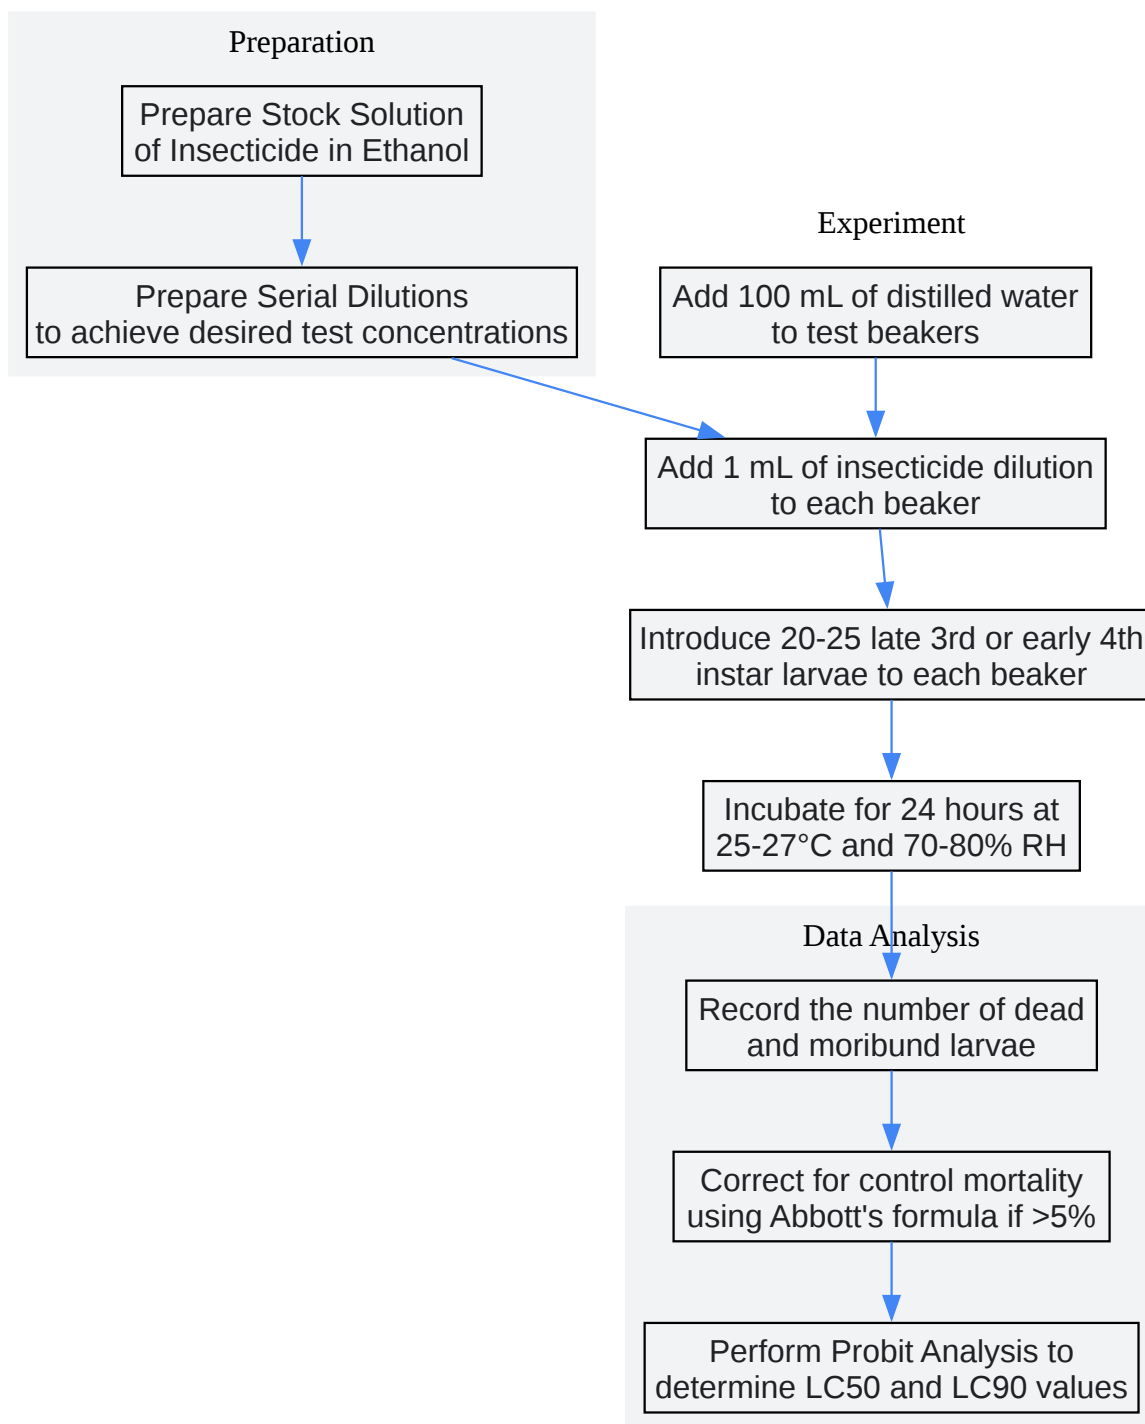 Preparation
Prepare Stock Solution
of Insecticide in Ethanol
Prepare Serial Dilutions
to achieve desired test concentrations
Experiment
Add 100 mL of distilled water
to test beakers
Add 1 mL of insecticide dilution
to each beaker
Introduce 20-25 late 3rd or early 4th
instar larvae to each beaker
Incubate for 24 hours at
25-27°C and 70-80% RH
Data Analysis
Record the number of dead
and moribund larvae
Correct for control mortality
using Abbott's formula if >5%
Perform Probit Analysis to
determine LC50 and LC90 values